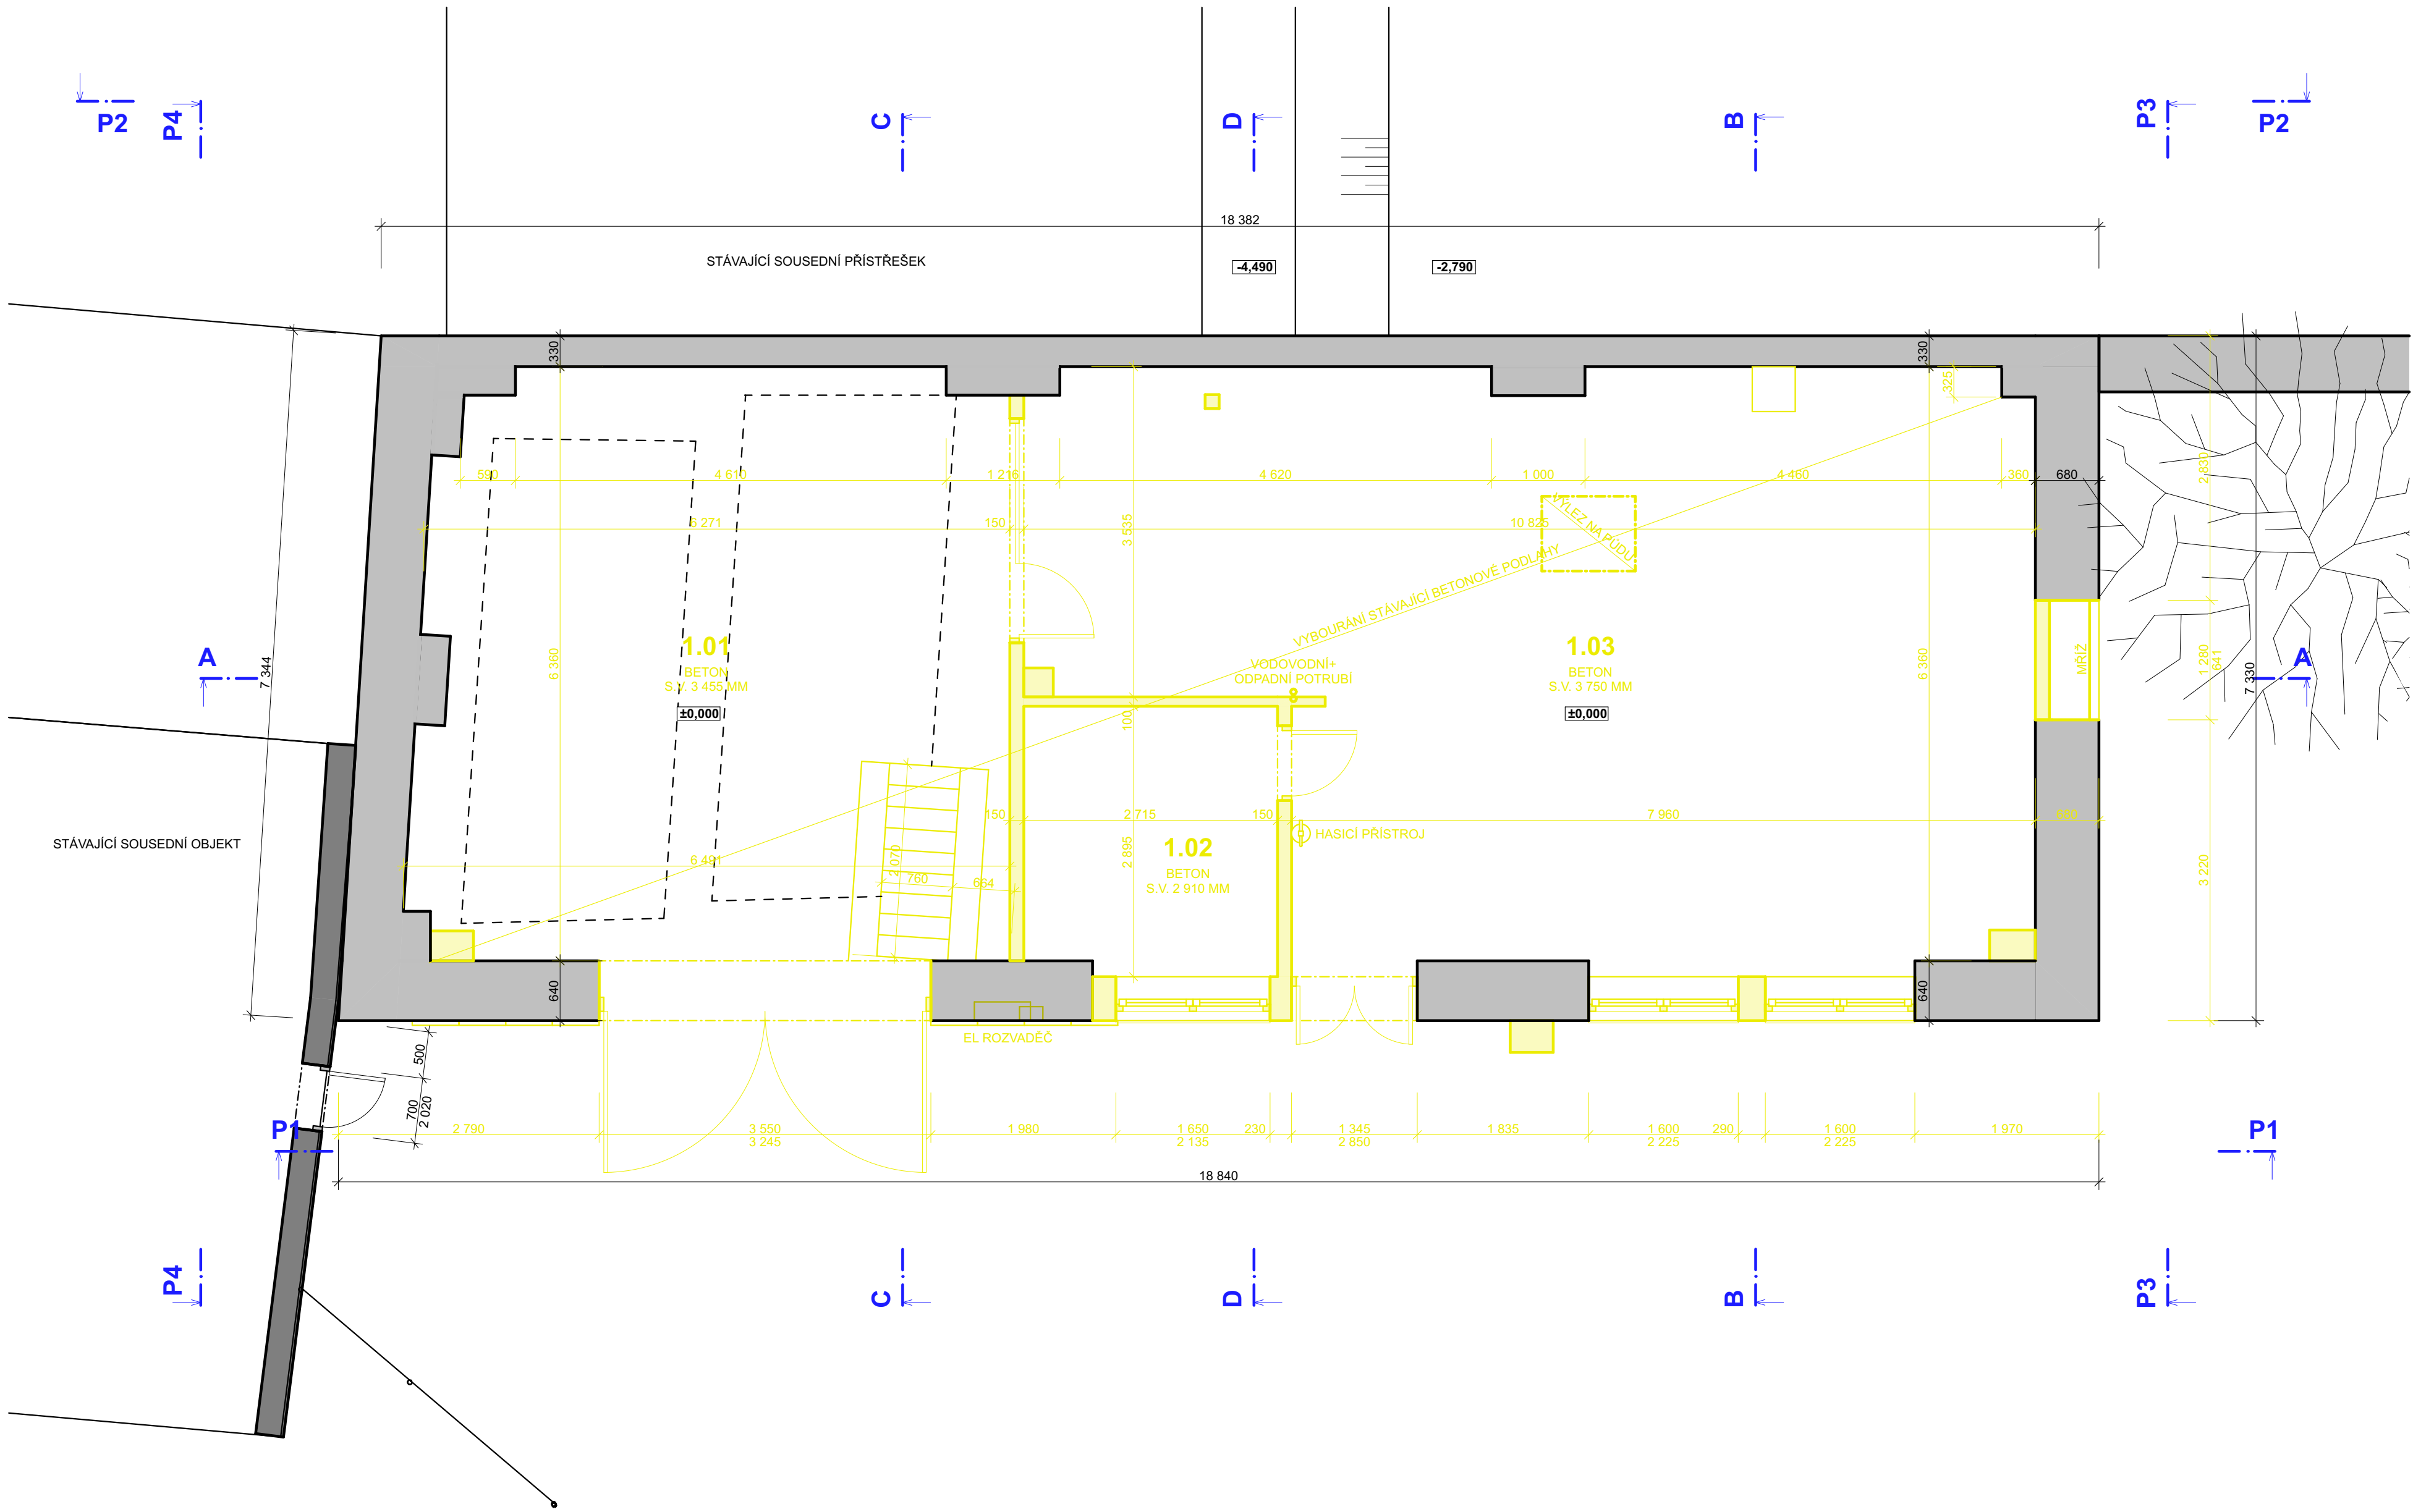 P2
P4
C
D
B
P3
P2
18 382
STÁVAJÍCÍ SOUSEDNÍ PŘÍSTŘEŠEK
-4,490
-2,790
330
330
325
590
4 610
1 216
4 620
1 000
4 460
360
680
2 830
6 271
150
10 825
3 535
VÝLEZ NA PŮDU
VYBOURÁNÍ STÁVAJÍCÍ BETONOVÉ PODLAHY
7 344
A
6 360
1.01
BETON
S.V. 3 455 MM
±0,000
VODOVODNÍ+
ODPADNÍ POTRUBÍ
1.03
BETON
S.V. 3 750 MM
±0,000
6 360
MŘÍŽ
1 280
641
7 330
A
100
150
2 715
150
7 960
680
HASICÍ PŘÍSTROJ
STÁVAJÍCÍ SOUSEDNÍ OBJEKT
6 491
2 070
760
664
2 895
1.02
BETON
S.V. 2 910 MM
3 220
640
640
EL ROZVADĚČ
500
700
2 020
P1
2 790
3 550
3 245
1 980
1 650
2 135
230
1 345
2 850
1 835
1 600
2 225
290
1 600
2 225
1 970
P1
18 840
P4
C
D
B
P3